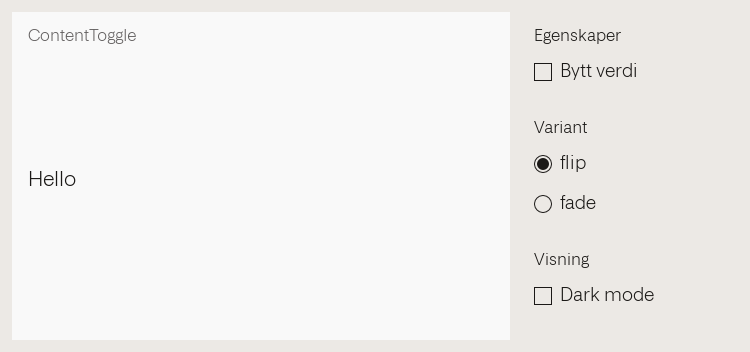 ContentToggle
Hello
Egenskaper
Bytt verdi
Variant
flip
fade
Visning
Dark mode